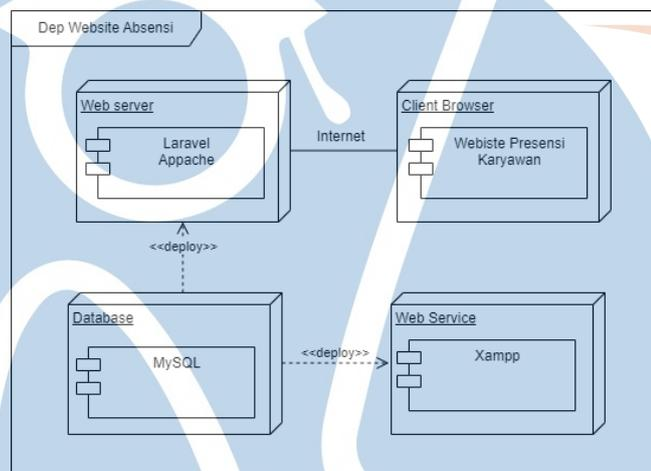 Dep Website Absensi
Web server
Laravel
Appache
Internet
Client Browser
Webiste Presensi
Karyawan
<<deploy>>
Database
MySQL
<<deploy>>
Web Service
Xampp